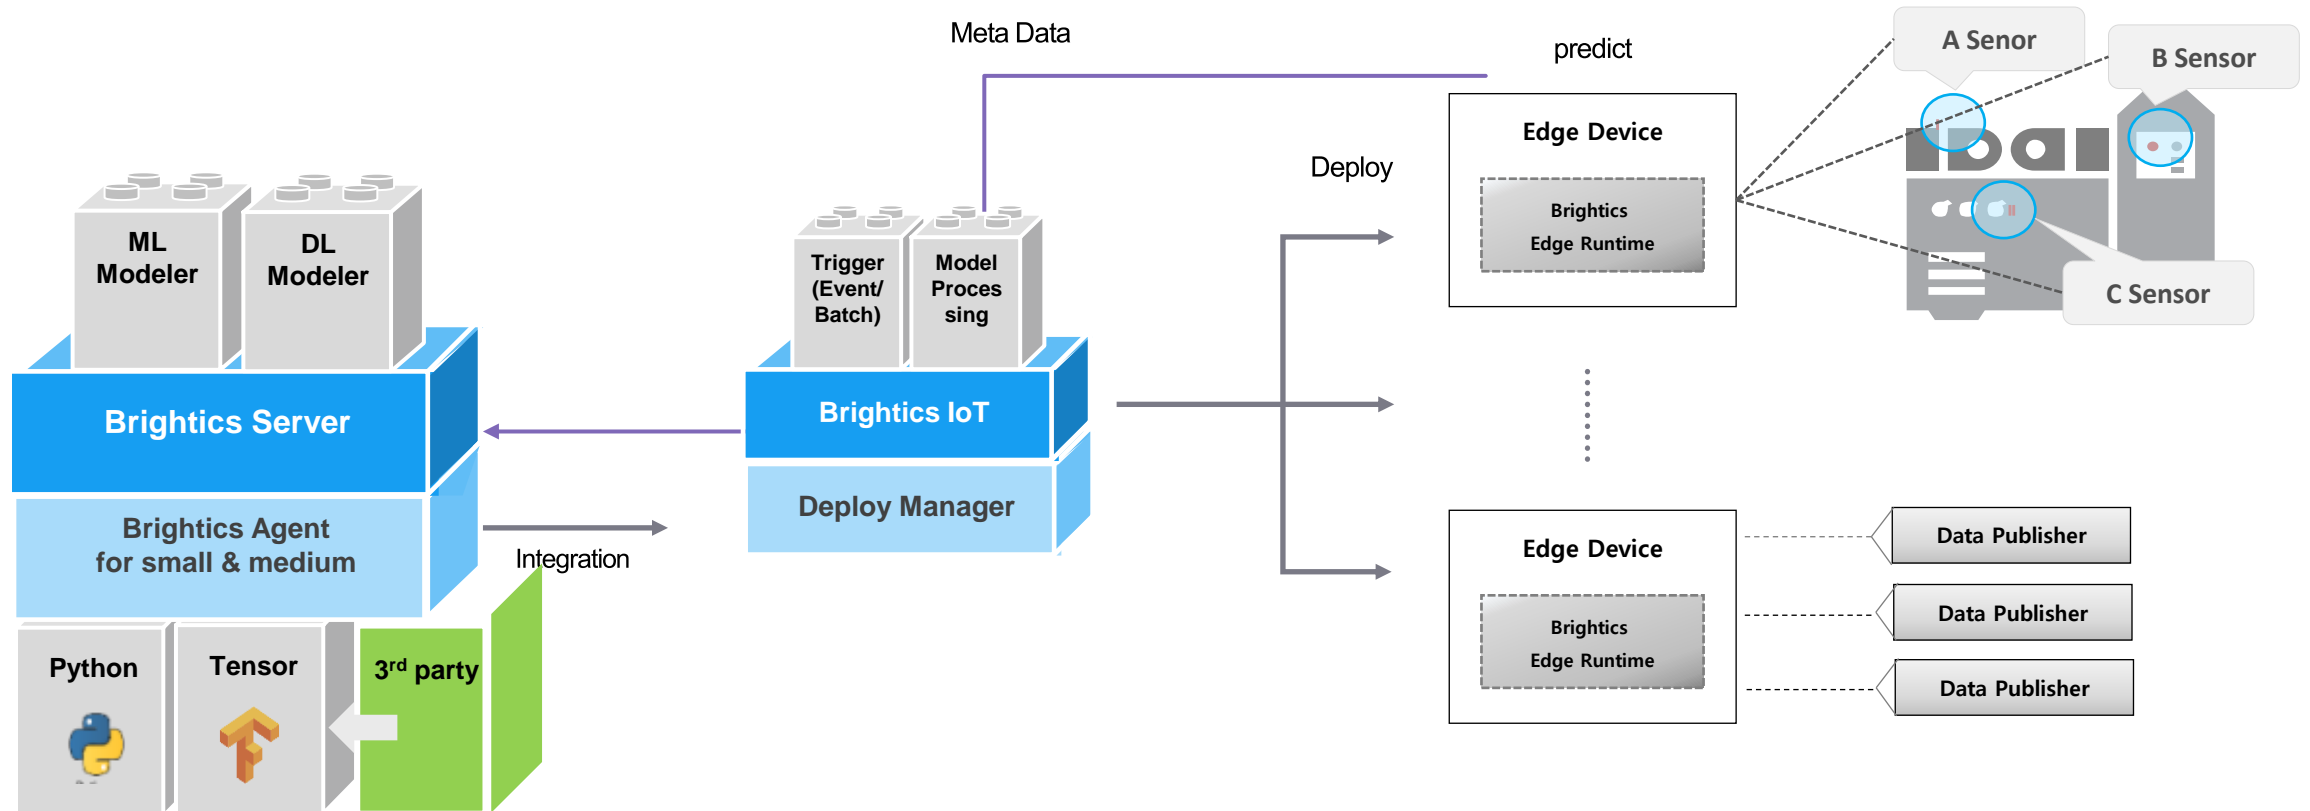 Meta Data
predict
A Senor
B Sensor
Edge Device
Deploy
Brightics
Edge Runtime
C Sensor
ML
Modeler
DL
Modeler
Trigger
(Event/
Batch)
Model
Proces
sing
Brightics Server
Brightics IoT
Brightics Agent
for small & medium
Deploy Manager
Integration
Edge Device
Brightics
Edge Runtime
Data Publisher
Data Publisher
Data Publisher
Python
Tensor
3rd party